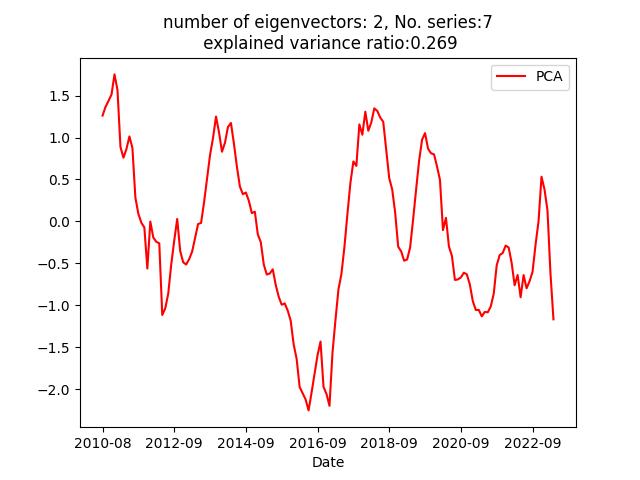 number of eigenvectors: 2, No. series:7
explained variance ratio:0.269
PCA
1.5
1.0
0.5
0.0
−0.5
−1.0
−1.5
−2.0
2010-08 2012-09 2014-09 2016-09 2018-09 2020-09 2022-09
Date